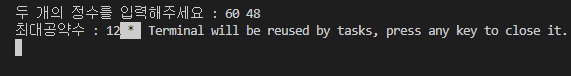 두 개의 정수를 입력해주세요 : 60 48
최대공약수 : 12 * Terminal will be reused by tasks, press any key to close it.